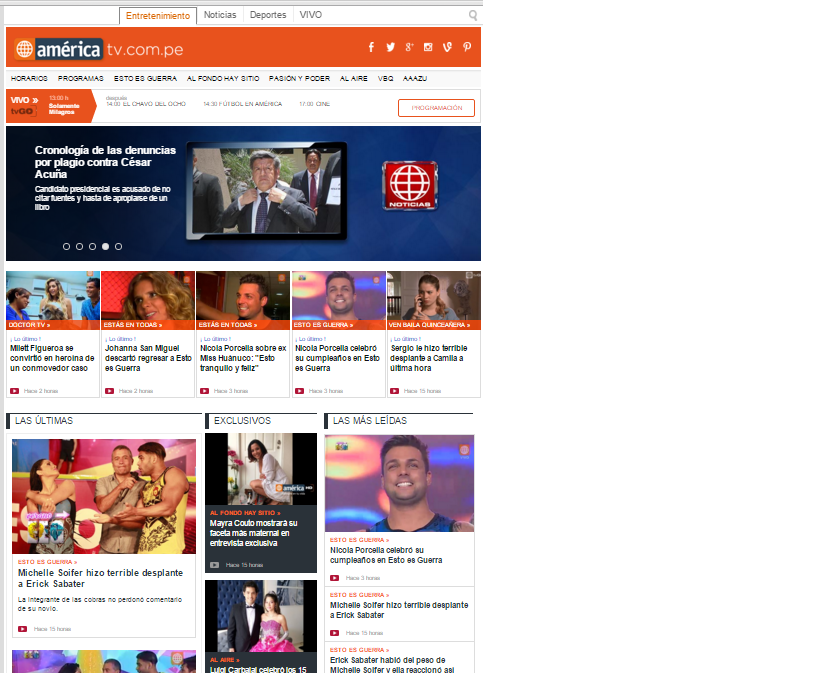 Entretenimiento Noticias Deportes VIVO
américa tv.com.pe
HORARIOS PROGRAMAS ESTO ES GUERRA AL FONDO HAY SITIO PASIÓN Y PODER AL AIRE VBQ AAAZU
VIVO »
tvGO
13:00 h
Solamente
Milagros
después
14:00 EL CHAVO DEL OCHO 14:30 FÚTBOL EN AMÉRICA 17:00 CINE
PROGRAMACIÓN
Cronología de las denuncias
por plagio contra César
Acuña
Candidato presidencial es acusado de no
citar fuentes y hasta de apropiarse de un
libro
NOTICIAS
DOCTOR TV »
¡ Lo último !
Milett Figueroa se
convirtió en heroína de
un conmovedor caso
Hace 2 horas
ESTÁS EN TODAS »
¡ Lo último !
Johanna San Miguel
descartó regresar a Esto
es Guerra
Hace 2 horas
ESTÁS EN TODAS »
¡ Lo último !
Nicola Porcella sobre ex
Miss Huánuco: "Esto
tranquilo y feliz"
Hace 3 horas
ESTO ES GUERRA »
¡ Lo último !
Nicola Porcella celebró
su cumpleaños en Esto
es Guerra
Hace 3 horas
VEN BAILA QUINCEAÑERA »
¡ Lo último !
Sergio le hizo terrible
desplante a Camila a
última hora
Hace 15 horas
LAS ÚLTIMAS
ESTO ES GUERRA »
Michelle Soifer hizo terrible desplante
a Erick Sabater
La integrante de las cobras no perdonó comentario
de su novio.
Hace 15 horas
EXCLUSIVOS
américa
AL FONDO HAY SITIO »
Mayra Couto mostrará su
faceta más maternal en
entrevista exclusiva
Hace 15 horas
AL AIRE »
Luigi Carbajal celebró los 15
LAS MÁS LEÍDAS
ESTO ES GUERRA »
Nicola Porcella celebró su
cumpleaños en Esto es Guerra
Hace 3 horas
ESTO ES GUERRA »
Michelle Soifer hizo terrible desplante
a Erick Sabater
Hace 15 horas
ESTO ES GUERRA »
Erick Sabater habló del peso de
Michelle Soifer y ella reaccionó así